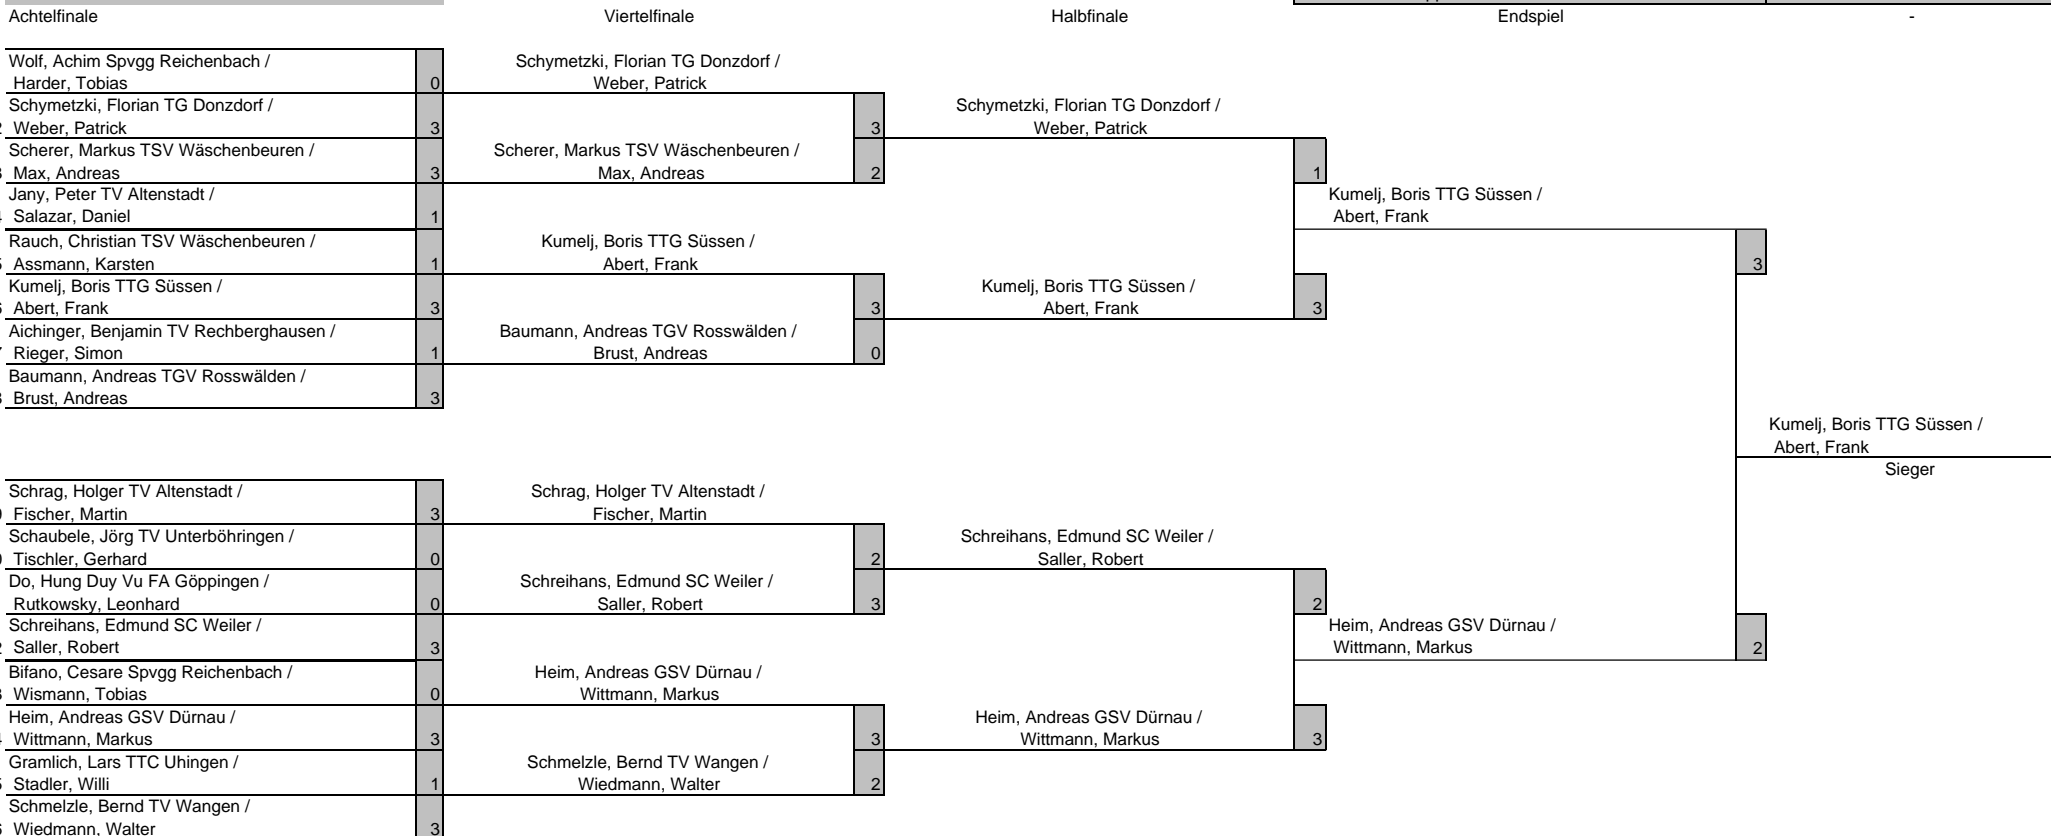 Achtelfinale Viertelfinale Halbfinale Endspiel -
Wolf, Achim Spvgg Reichenbach /
Harder, Tobias 0
Schymetzki, Florian TG Donzdorf /
Weber, Patrick 3
Scherer, Markus TSV Wäschenbeuren /
Max, Andreas 3
Jany, Peter TV Altenstadt /
Salazar, Daniel 1
Rauch, Christian TSV Wäschenbeuren /
Assmann, Karsten 1
Kumelj, Boris TTG Süssen /
Abert, Frank 3
Aichinger, Benjamin TV Rechberghausen /
Rieger, Simon 1
Baumann, Andreas TGV Rosswälden /
Brust, Andreas 3
Schrag, Holger TV Altenstadt /
Fischer, Martin 3
Schaubele, Jörg TV Unterböhringen /
Tischler, Gerhard 0
Do, Hung Duy Vu FA Göppingen /
Rutkowsky, Leonhard 0
Schreihans, Edmund SC Weiler /
Saller, Robert 3
Bifano, Cesare Spvgg Reichenbach /
Wismann, Tobias 0
Heim, Andreas GSV Dürnau /
Wittmann, Markus 3
Gramlich, Lars TTC Uhingen /
Stadler, Willi 1
Schmelzle, Bernd TV Wangen /
Wiedmann, Walter 3
Schymetzki, Florian TG Donzdorf /
Weber, Patrick
3
Scherer, Markus TSV Wäschenbeuren /
Max, Andreas 2
Kumelj, Boris TTG Süssen /
Abert, Frank
3
Baumann, Andreas TGV Rosswälden /
Brust, Andreas 0
Schrag, Holger TV Altenstadt /
Fischer, Martin
2
Schreihans, Edmund SC Weiler /
Saller, Robert 3
Heim, Andreas GSV Dürnau /
Wittmann, Markus
3
Schmelzle, Bernd TV Wangen /
Wiedmann, Walter 2
Schymetzki, Florian TG Donzdorf /
Weber, Patrick
1
Kumelj, Boris TTG Süssen /
Abert, Frank 3
Schreihans, Edmund SC Weiler /
Saller, Robert
2
Heim, Andreas GSV Dürnau /
Wittmann, Markus 3
Kumelj, Boris TTG Süssen /
Abert, Frank
3
Heim, Andreas GSV Dürnau /
Wittmann, Markus 2
Kumelj, Boris TTG Süssen /
Abert, Frank
Sieger